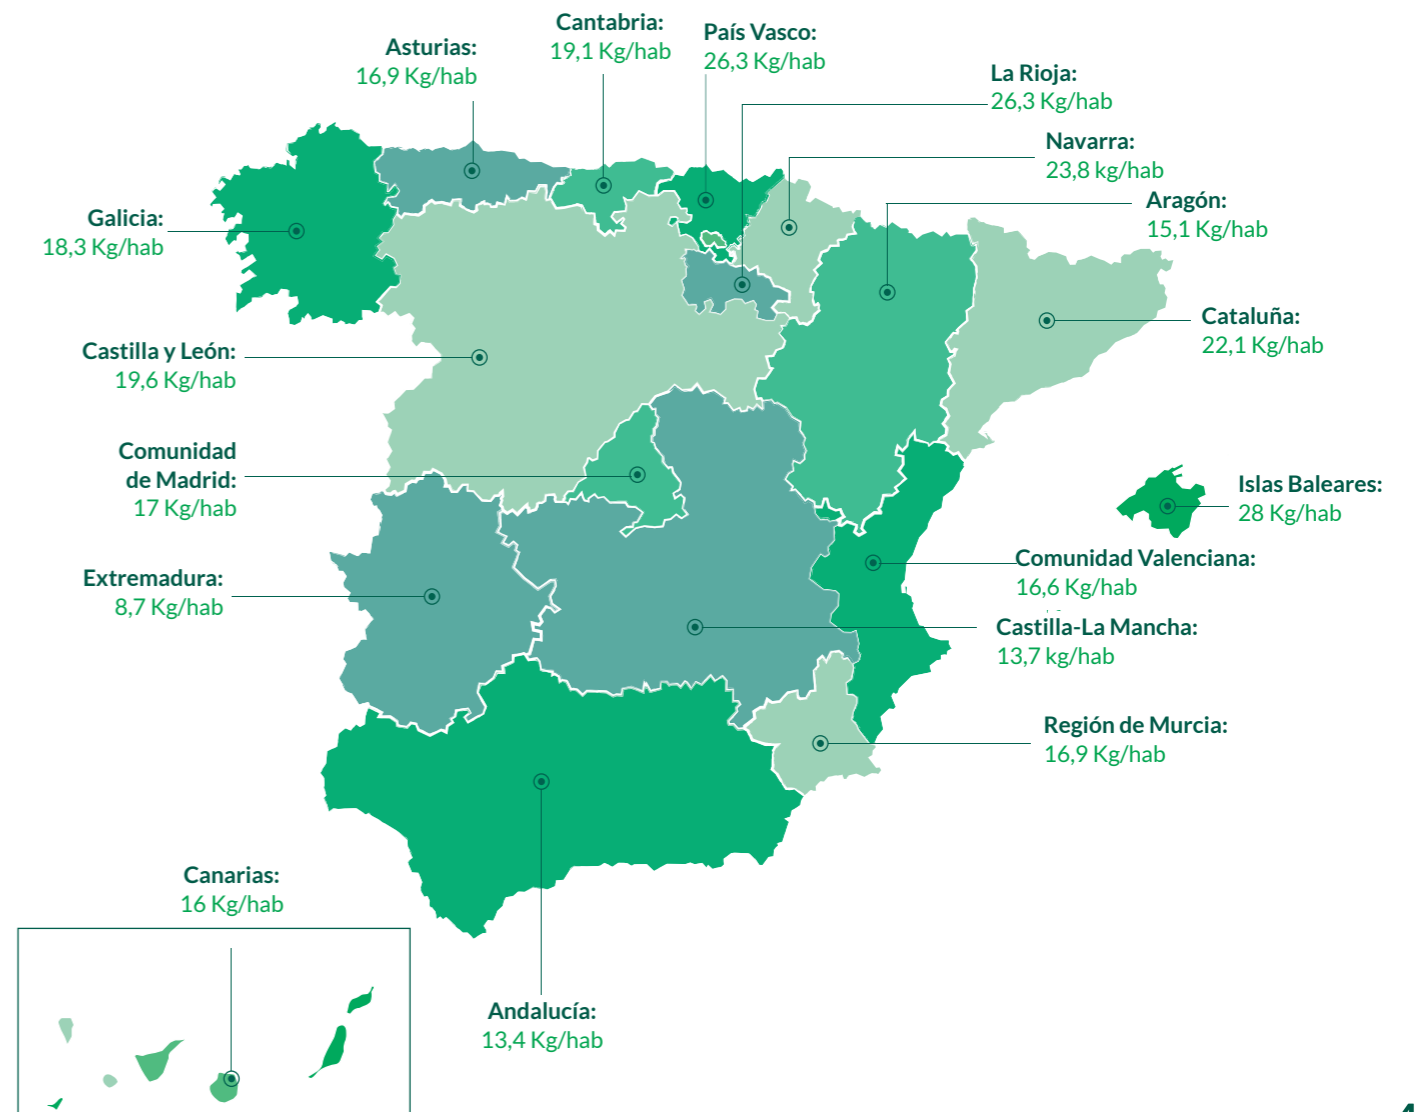 Cantabria:
19,1 Kg/hab
País Vasco:
26,3 Kg/hab
Asturias:
16,9 Kg/hab
La Rioja:
26,3 Kg/hab
Navarra:
23,8 kg/hab
Aragón:
15,1 Kg/hab
Galicia:
18,3 Kg/hab
Cataluña:
22,1 Kg/hab
Castilla y León:
19,6 Kg/hab
Comunidad
de Madrid:
17 Kg/hab
Islas Baleares:
28 Kg/hab
Comunidad Valenciana:
16,6 Kg/hab
Extremadura:
8,7 Kg/hab
Castilla-La Mancha:
13,7 kg/hab
Región de Murcia:
16,9 Kg/hab
Canarias:
16 Kg/hab
Andalucía:
13,4 Kg/hab